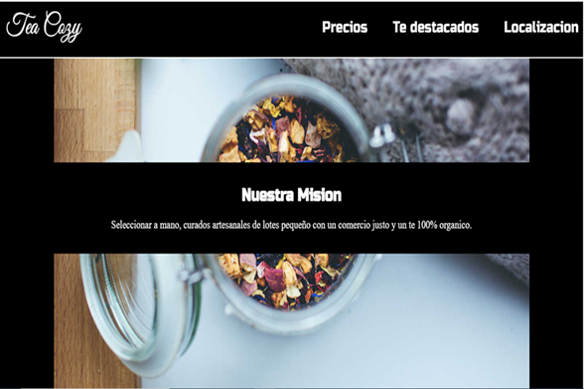 Tea Cozy
Precios Te destacados Localizacion
Nuestra Mision
Seleccionar a mano, curados artesanales de lotes pequeño con un comercio justo y un te 100% organico.